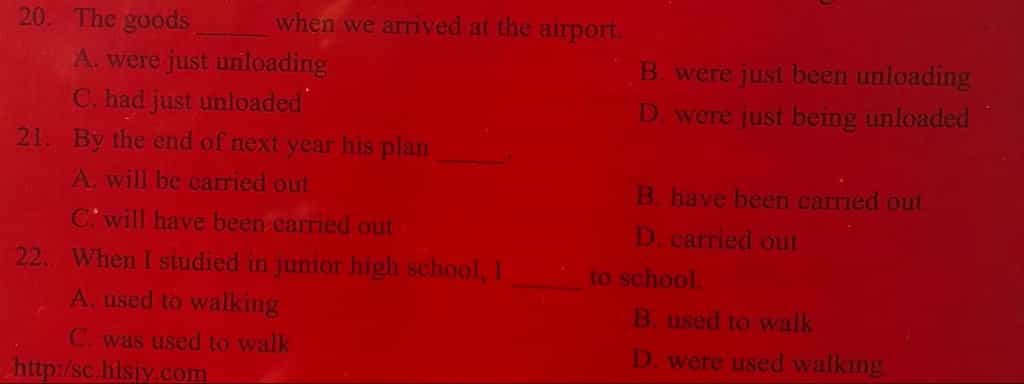 20. The goods _____ when we arrived at the airport.
A. were just unloading B. were just been unloading
C. had just unloaded D. were just being unloaded
21. By the end of next year his plan _____.
A. will be carried out B. have been carried out
C. will have been carried out D. carried out
22. When I studied in junior high school, I _____ to school.
A. used to walking B. used to walk
C. was used to walk D. were used walking
http:/sc.hlsjy.com